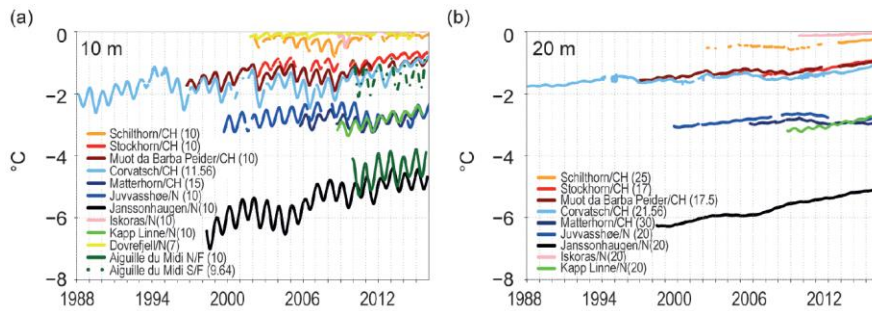 (a)
10 m
°C
0
−2
−4
−6
−8
Schilthorn/CH (10)
Stockhorn/CH (10)
Muot da Barba Peider/CH (10)
Corvatsch/CH (11.56)
Matterhorn/CH (15)
Juvvasshøe/N (10)
Janssonhaugen/N(10)
Iskoras/N(10)
Kapp Linne/N(10)
Dovrefjell/N(7)
Aiguille du Midi N/F (10)
Aiguille du Midi S/F (9.64)
1988 1994 2000 2006 2012
(b)
20 m
°C
0
−2
−4
−6
−8
Schilthorn/CH (25)
Stockhorn/CH (17)
Muot da Barba Peider/CH (17.5)
Corvatsch/CH (21.56)
Matterhorn/CH (30)
Juvvasshøe/N (20)
Janssonhaugen/N(20)
Iskoras/N(20)
Kapp Linne/N(20)
1988 1994 2000 2006 2012